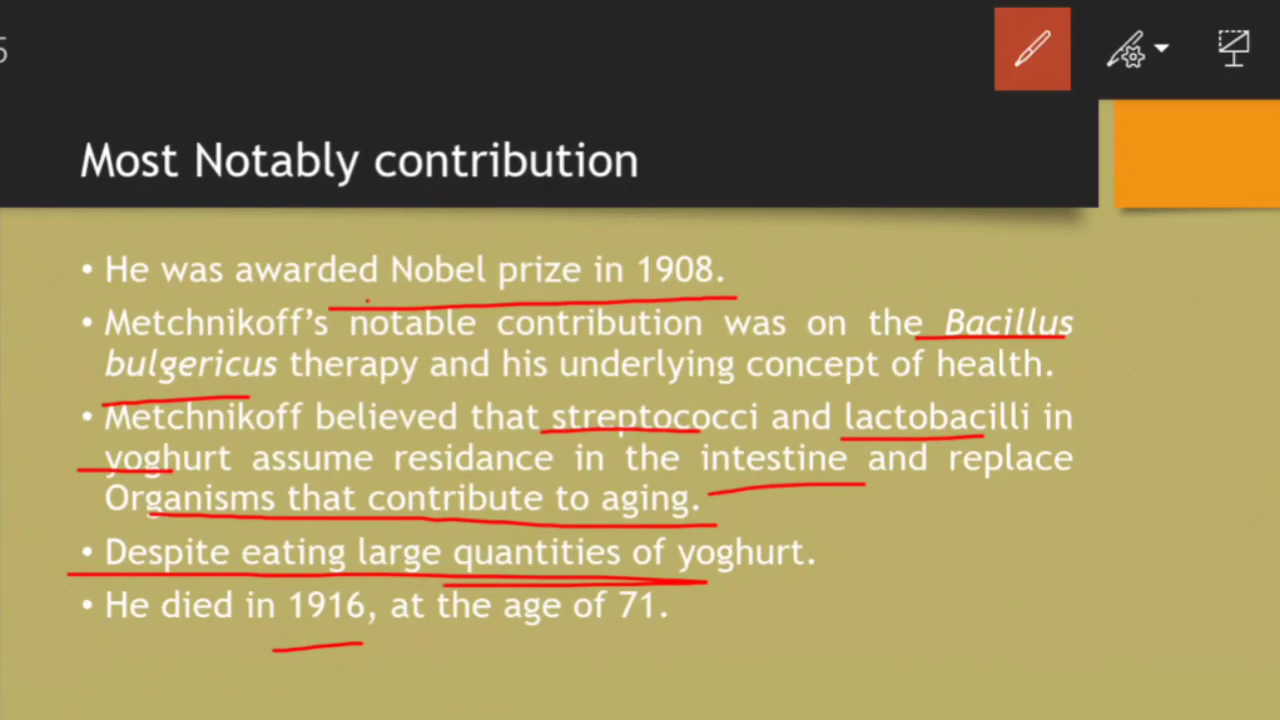 5
Most Notably contribution
• He was awarded Nobel prize in 1908.
• Metchnikoff's notable contribution was on the Bacillus
bulgericus therapy and his underlying concept of health.
• Metchnikoff believed that streptococci and lactobacilli in
yoghurt assume residance in the intestine and replace
Organisms that contribute to aging.
• Despite eating large quantities of yoghurt.
• He died in 1916, at the age of 71.